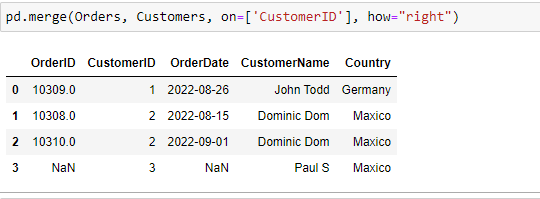 pd.merge(Orders, Customers, on=['CustomerID'], how="right")
OrderID CustomerID OrderDate CustomerName Country
0 10309.0 1 2022-08-26 John Todd Germany
1 10308.0 2 2022-08-15 Dominic Dom Maxico
2 10310.0 2 2022-09-01 Dominic Dom Maxico
3 NaN 3 NaN Paul S Maxico